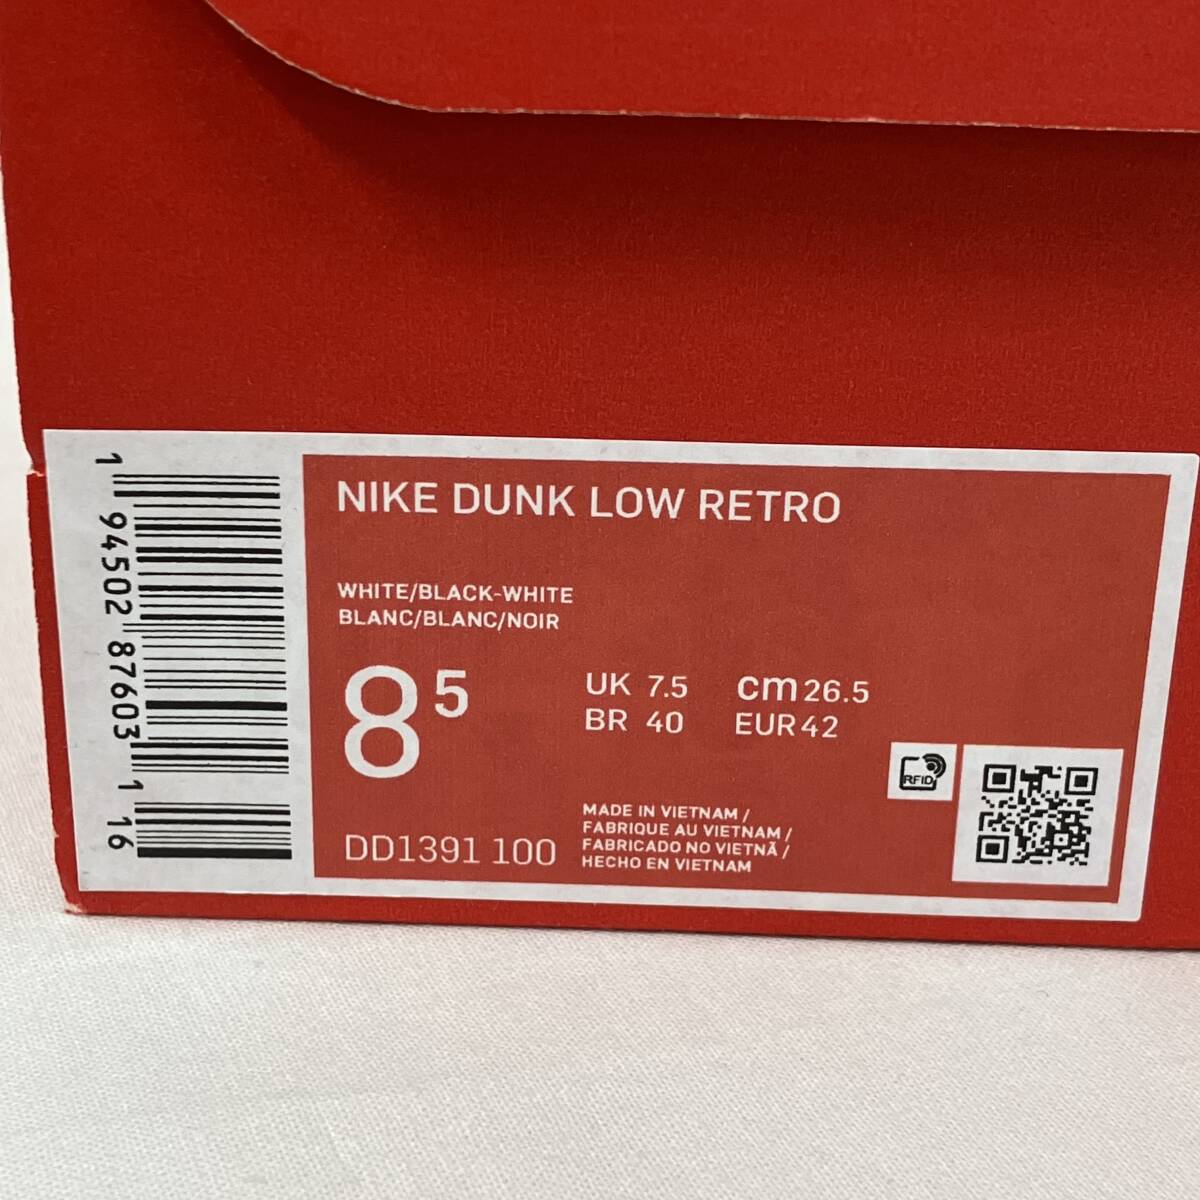 NIKE DUNK LOW RETRO
WHITE/BLACK-WHITE
BLANC/BLANC/NOIR
8 5
UK 7.5 cm 26.5
BR 40 EUR 42
MADE IN VIETNAM /
FABRIQUE AU VIETNAM /
FABRICADO NO VIETNÃ /
HECHO EN VIETNAM
DD1391 100
RFID
1 94502 87603 1 16